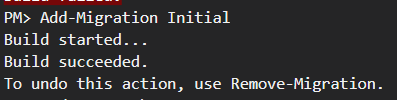 PM> Add-Migration Initial
Build started...
Build succeeded.
To undo this action, use Remove-Migration.